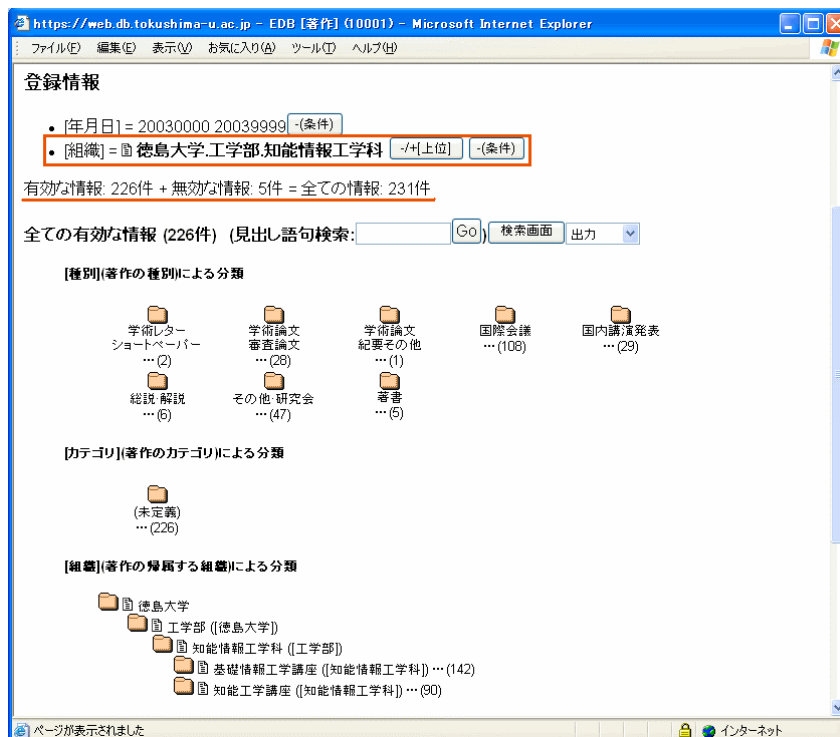 https://web.db.tokushima-u.ac.jp - EDB [著作] (10001) - Microsoft Internet Explorer
ファイル(F) 編集(E) 表示(V) お気に入り(A) ツール(T) ヘルプ(H)
登録情報
• [年月日] = 20030000 20039999 -(条件)
• [組織] = 徳島大学.工学部.知能情報工学科 -/+[上位] -(条件)
有効な情報: 226件 + 無効な情報: 5件 = 全ての情報: 231件
全ての有効な情報 (226件) (見出し語句検索: Go ) 検索画面 出力
[種別](著作の種別)による分類
学術レター 学術論文 学術論文 国際会議 国内講演発表
ショートペーパー 審査論文 紀要その他 …(108) …(29)
…(2) …(28) …(1)
総説・解説 その他・研究会 著書
…(6) …(47) …(5)
[カテゴリ](著作のカテゴリ)による分類
(未定義)
…(226)
[組織](著作の帰属する組織)による分類
徳島大学
工学部 ([徳島大学])
知能情報工学科 ([工学部])
基礎情報工学講座 ([知能情報工学科]) …(142)
知能工学講座 ([知能情報工学科]) …(90)
ページが表示されました インターネット